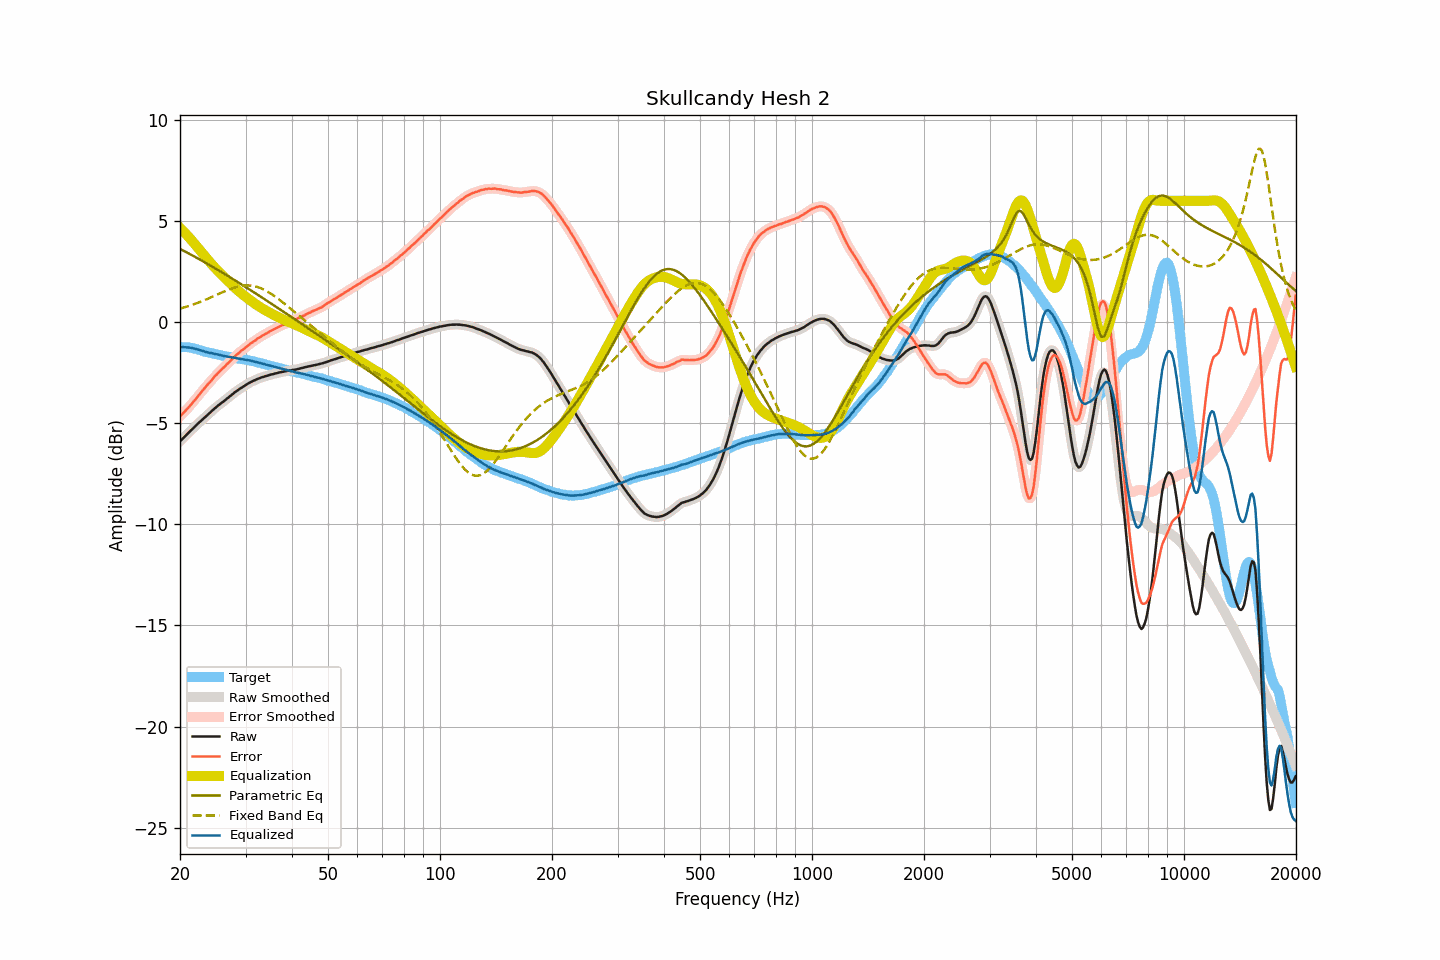 Skullcandy Hesh 2
10
5
0
−5
−10
−15
−20
−25
Amplitude (dBr)
Target
Raw Smoothed
Error Smoothed
Raw
Error
Equalization
Parametric Eq
Fixed Band Eq
Equalized
20 50 100 200 500 1000 2000 5000 10000 20000
Frequency (Hz)